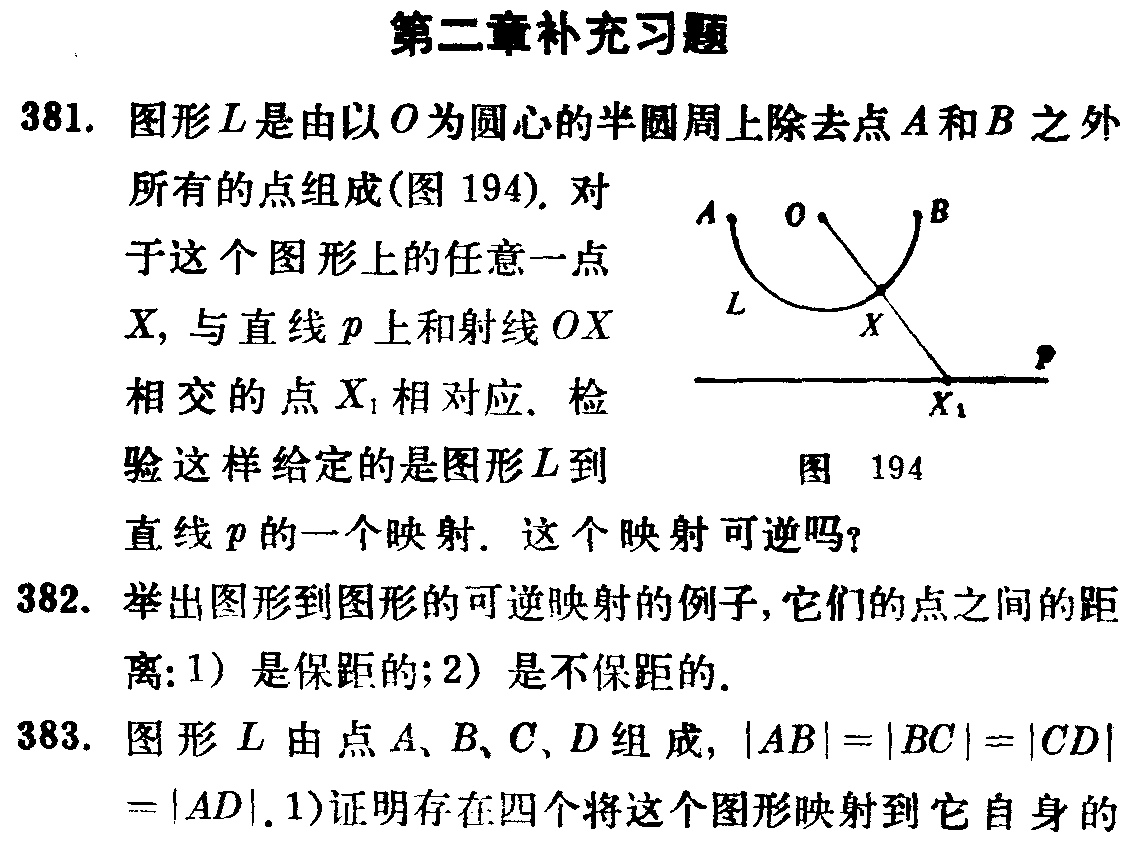 第二章补充习题
381. 图形L是由以O为圆心的半圆周上除去点A和B之外
所有的点组成(图 194). 对
于这个图形上的任意一点
X, 与直线p上和射线OX
相交的点X₁相对应. 检
验这样给定的是图形L到
直线p的一个映射. 这个映射可逆吗?
A O B
L X
P
X₁
图 194
382. 举出图形到图形的可逆映射的例子, 它们的点之间的距
离: 1) 是保距的; 2) 是不保距的.
383. 图形L由点A、B、C、D组成, |AB|=|BC|=|CD|
=|AD|. 1)证明存在四个将这个图形映射到它自身的